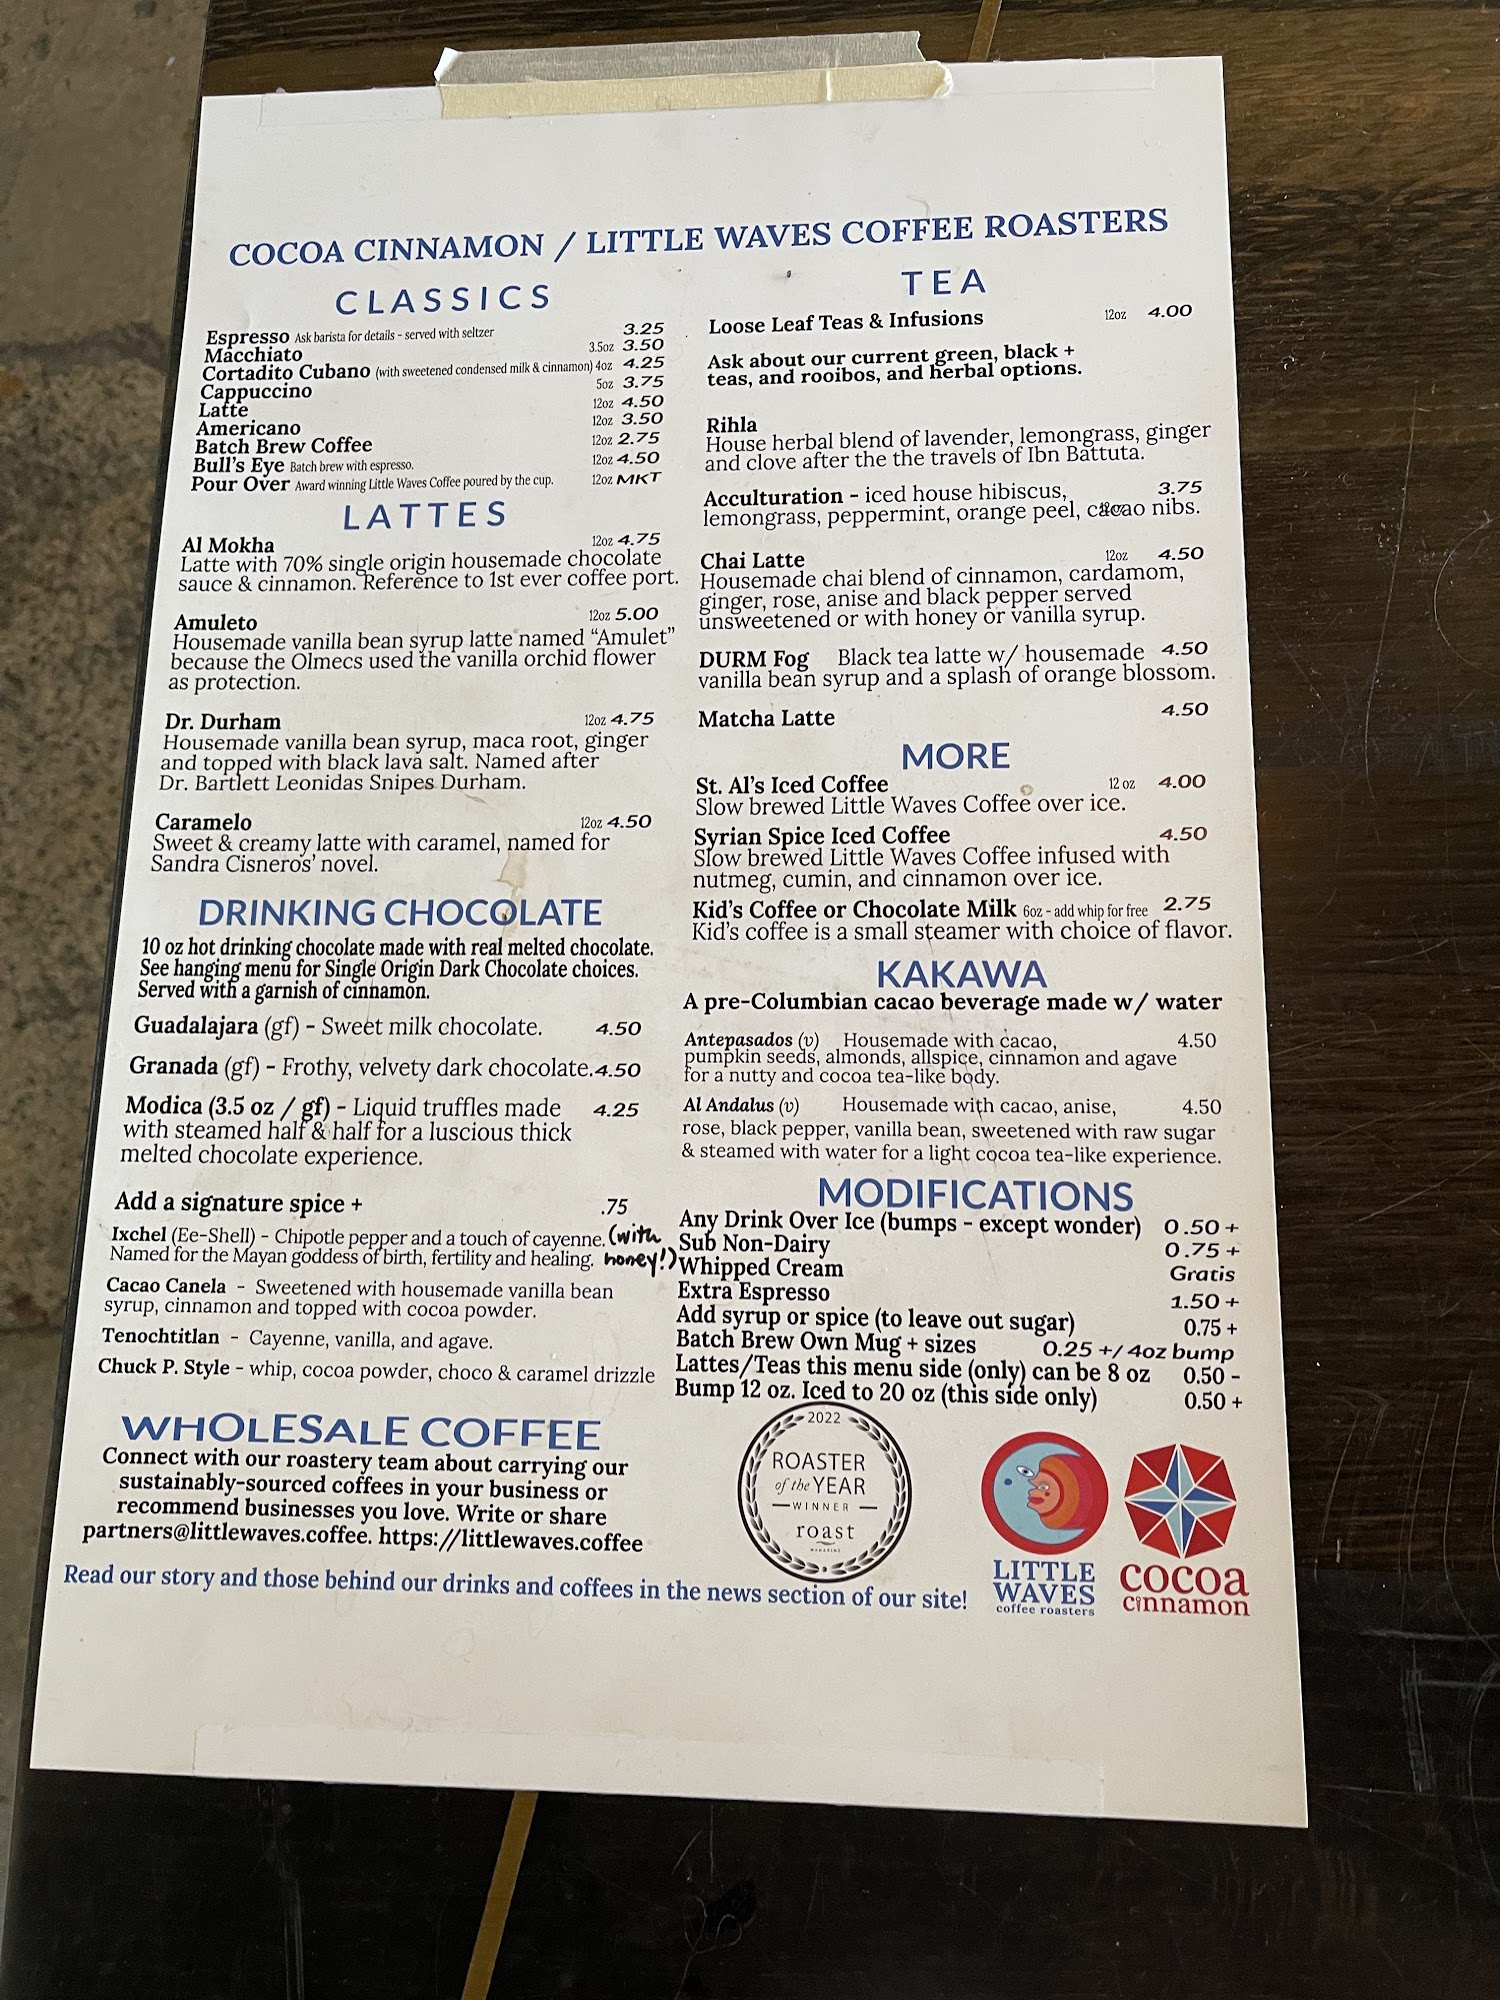 COCOA CINNAMON / LITTLE WAVES COFFEE ROASTERS
CLASSICS
Espresso Ask barista for details - served with seltzer 3.25
Macchiato 3.5oz 3.50
Cortadito Cubano (with sweetened condensed milk & cinnamon) 4oz 4.25
Cappuccino 5oz 3.75
Latte 12oz 4.50
Americano 12oz 3.50
Batch Brew Coffee 12oz 2.75
Bull's Eye Batch brew with espresso. 12oz 4.50
Pour Over Award winning Little Waves Coffee poured by the cup. 12oz MKT
LATTES
Al Mokha 12oz 4.75
Latte with 70% single origin housemade chocolate
sauce & cinnamon. Reference to 1st ever coffee port.
Amuleto 12oz 5.00
Housemade vanilla bean syrup latte named “Amulet”
because the Olmecs used the vanilla orchid flower
as protection.
Dr. Durham 12oz 4.75
Housemade vanilla bean syrup, maca root, ginger
and topped with black lava salt. Named after
Dr. Bartlett Leonidas Snipes Durham.
Caramelo 12oz 4.50
Sweet & creamy latte with caramel, named for
Sandra Cisneros’ novel.
DRINKING CHOCOLATE
10 oz hot drinking chocolate made with real melted chocolate.
See hanging menu for Single Origin Dark Chocolate choices.
Served with a garnish of cinnamon.
Guadalajara (gf) - Sweet milk chocolate. 4.50
Granada (gf) - Frothy, velvety dark chocolate. 4.50
Modica (3.5 oz / gf) - Liquid truffles made 4.25
with steamed half & half for a luscious thick
melted chocolate experience.
Add a signature spice + .75
Ixchel (Ee-Shell) - Chipotle pepper and a touch of cayenne. (with
Named for the Mayan goddess of birth, fertility and healing. honey!)
Cacao Canela - Sweetened with housemade vanilla bean
syrup, cinnamon and topped with cocoa powder.
Tenochtitlan - Cayenne, vanilla, and agave.
Chuck P. Style - whip, cocoa powder, choco & caramel drizzle
WHOLESALE COFFEE
Connect with our roastery team about carrying our
sustainably-sourced coffees in your business or
recommend businesses you love. Write or share
partners@littlewaves.coffee. https://littlewaves.coffee
Read our story and those behind our drinks and coffees in the news section of our site!
TEA
Loose Leaf Teas & Infusions 12oz 4.00
Ask about our current green, black +
teas, and rooibos, and herbal options.
Rihla
House herbal blend of lavender, lemongrass, ginger
and clove after the the travels of Ibn Battuta.
Acculturation - iced house hibiscus, 3.75
lemongrass, peppermint, orange peel, cacao nibs.
Chai Latte 12oz 4.50
Housemade chai blend of cinnamon, cardamom,
ginger, rose, anise and black pepper served
unsweetened or with honey or vanilla syrup.
DURM Fog Black tea latte w/ housemade 4.50
vanilla bean syrup and a splash of orange blossom.
Matcha Latte 4.50
MORE
St. Al's Iced Coffee 12 oz 4.00
Slow brewed Little Waves Coffee over ice.
Syrian Spice Iced Coffee 4.50
Slow brewed Little Waves Coffee infused with
nutmeg, cumin, and cinnamon over ice.
Kid's Coffee or Chocolate Milk 6oz - add whip for free 2.75
Kid's coffee is a small steamer with choice of flavor.
KAKAWA
A pre-Columbian cacao beverage made w/ water
Antepasados (v) Housemade with cacao, 4.50
pumpkin seeds, almonds, allspice, cinnamon and agave
for a nutty and cocoa tea-like body.
Al Andalus (v) Housemade with cacao, anise, 4.50
rose, black pepper, vanilla bean, sweetened with raw sugar
& steamed with water for a light cocoa tea-like experience.
MODIFICATIONS
Any Drink Over Ice (bumps - except wonder) 0.50 +
Sub Non-Dairy 0.75 +
Whipped Cream Gratis
Extra Espresso 1.50 +
Add syrup or spice (to leave out sugar) 0.75 +
Batch Brew Own Mug + sizes 0.25 +/ 4oz bump
Lattes/Teas this menu side (only) can be 8 oz 0.50 -
Bump 12 oz. Iced to 20 oz (this side only) 0.50 +
2022
ROASTER
of the YEAR
WINNER
roast
MAGAZINE
LITTLE
WAVES
coffee roasters
cocoa
cinnamon